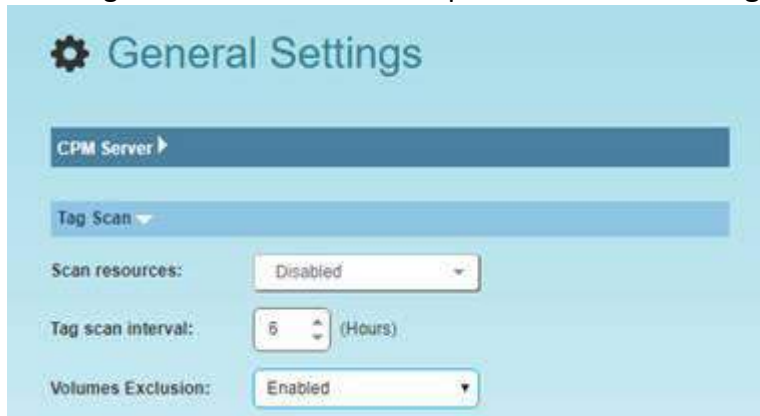 General Settings
CPM Server
Tag Scan
Scan resources: Disabled
Tag scan interval: 6 (Hours)
Volumes Exclusion: Enabled